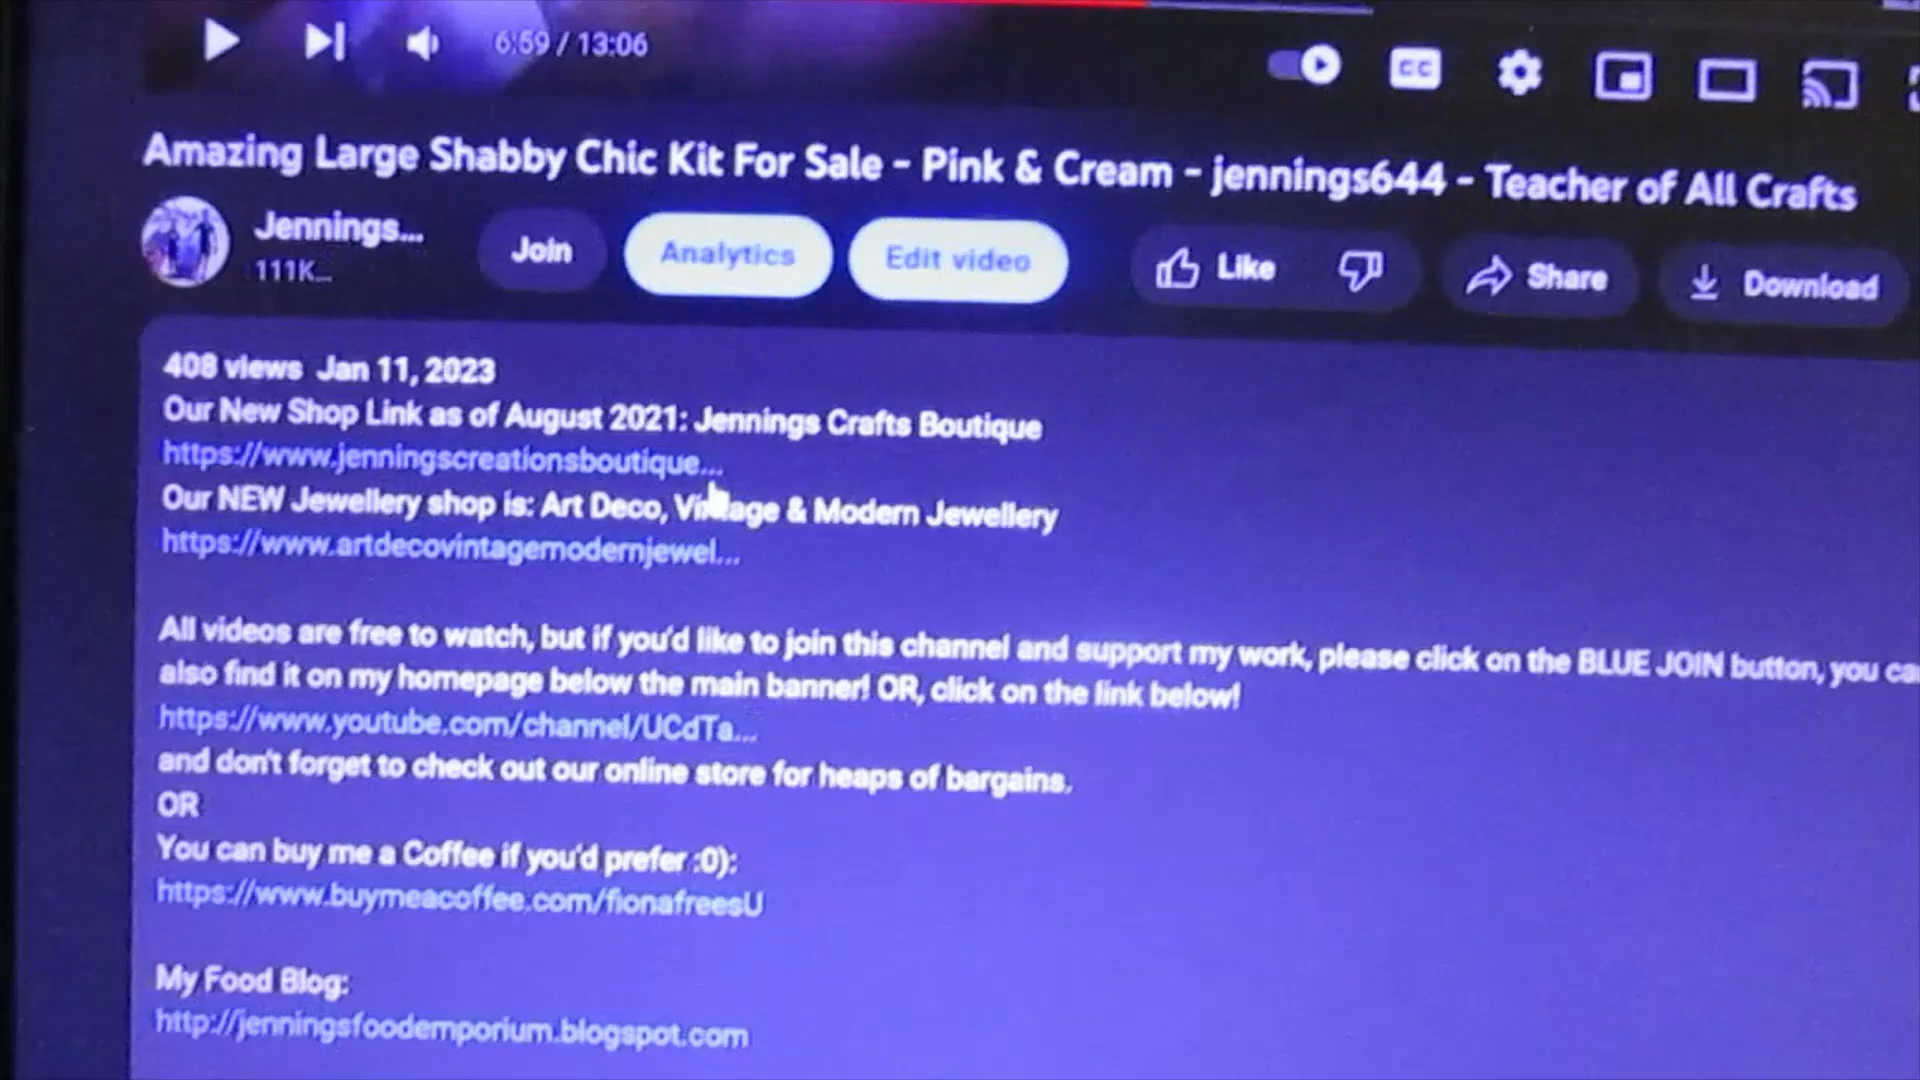 6:59 / 13:06
CC
Amazing Large Shabby Chic Kit For Sale - Pink & Cream - jennings644 - Teacher of All Crafts
Jennings...
111K...
Join
Analytics
Edit video
Like
Share
Download
408 views Jan 11, 2023
Our New Shop Link as of August 2021: Jennings Crafts Boutique
https://www.jenningscreationsboutique...
Our NEW Jewellery shop is: Art Deco, Vintage & Modern Jewellery
https://www.artdecovintagemodernjewel...
All videos are free to watch, but if you'd like to join this channel and support my work, please click on the BLUE JOIN button, you ca
also find it on my homepage below the main banner! OR, click on the link below!
https://www.youtube.com/channel/UCdTa...
and don't forget to check out our online store for heaps of bargains.
OR
You can buy me a Coffee if you'd prefer :0):
https://www.buymeacoffee.com/fionafreesU
My Food Blog:
http://jenningsfoodemporium.blogspot.com